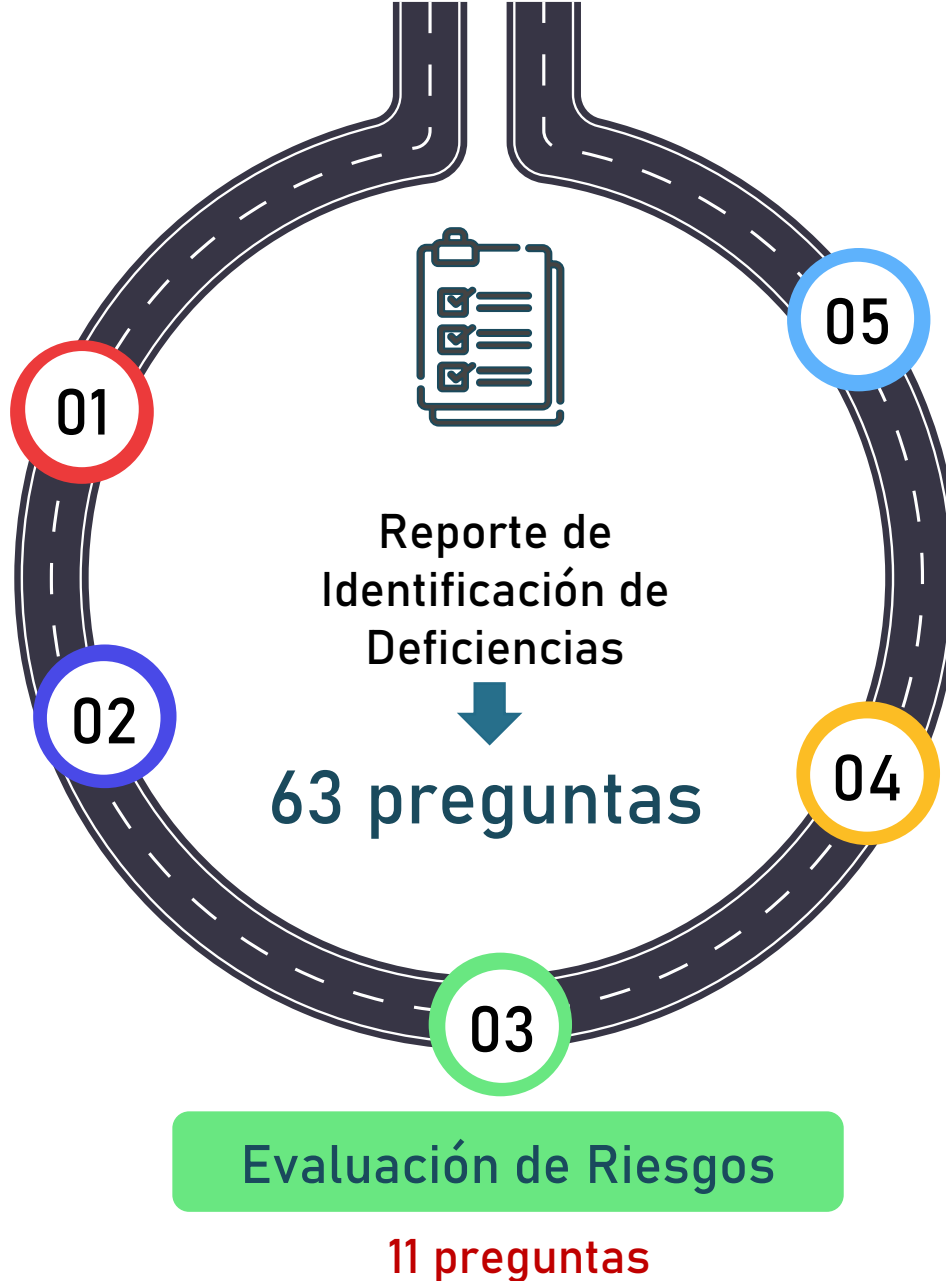 05
01
Reporte de
Identificación de
Deficiencias
02
63 preguntas
04
03
Evaluación de Riesgos
11 preguntas